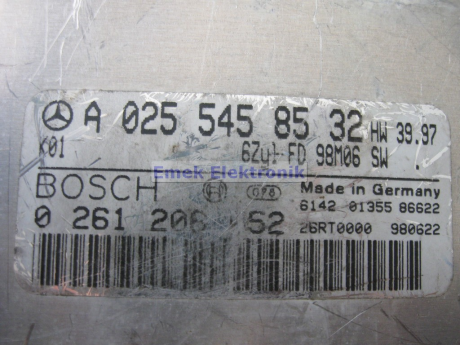 A 025 545 85 32 HW 39.97
K01 6Zyl-FD 98M06 SW .
Emek Elektronik
BOSCH Made in Germany
6142 01355 86622
0 261 206 52 26RT0000 980622